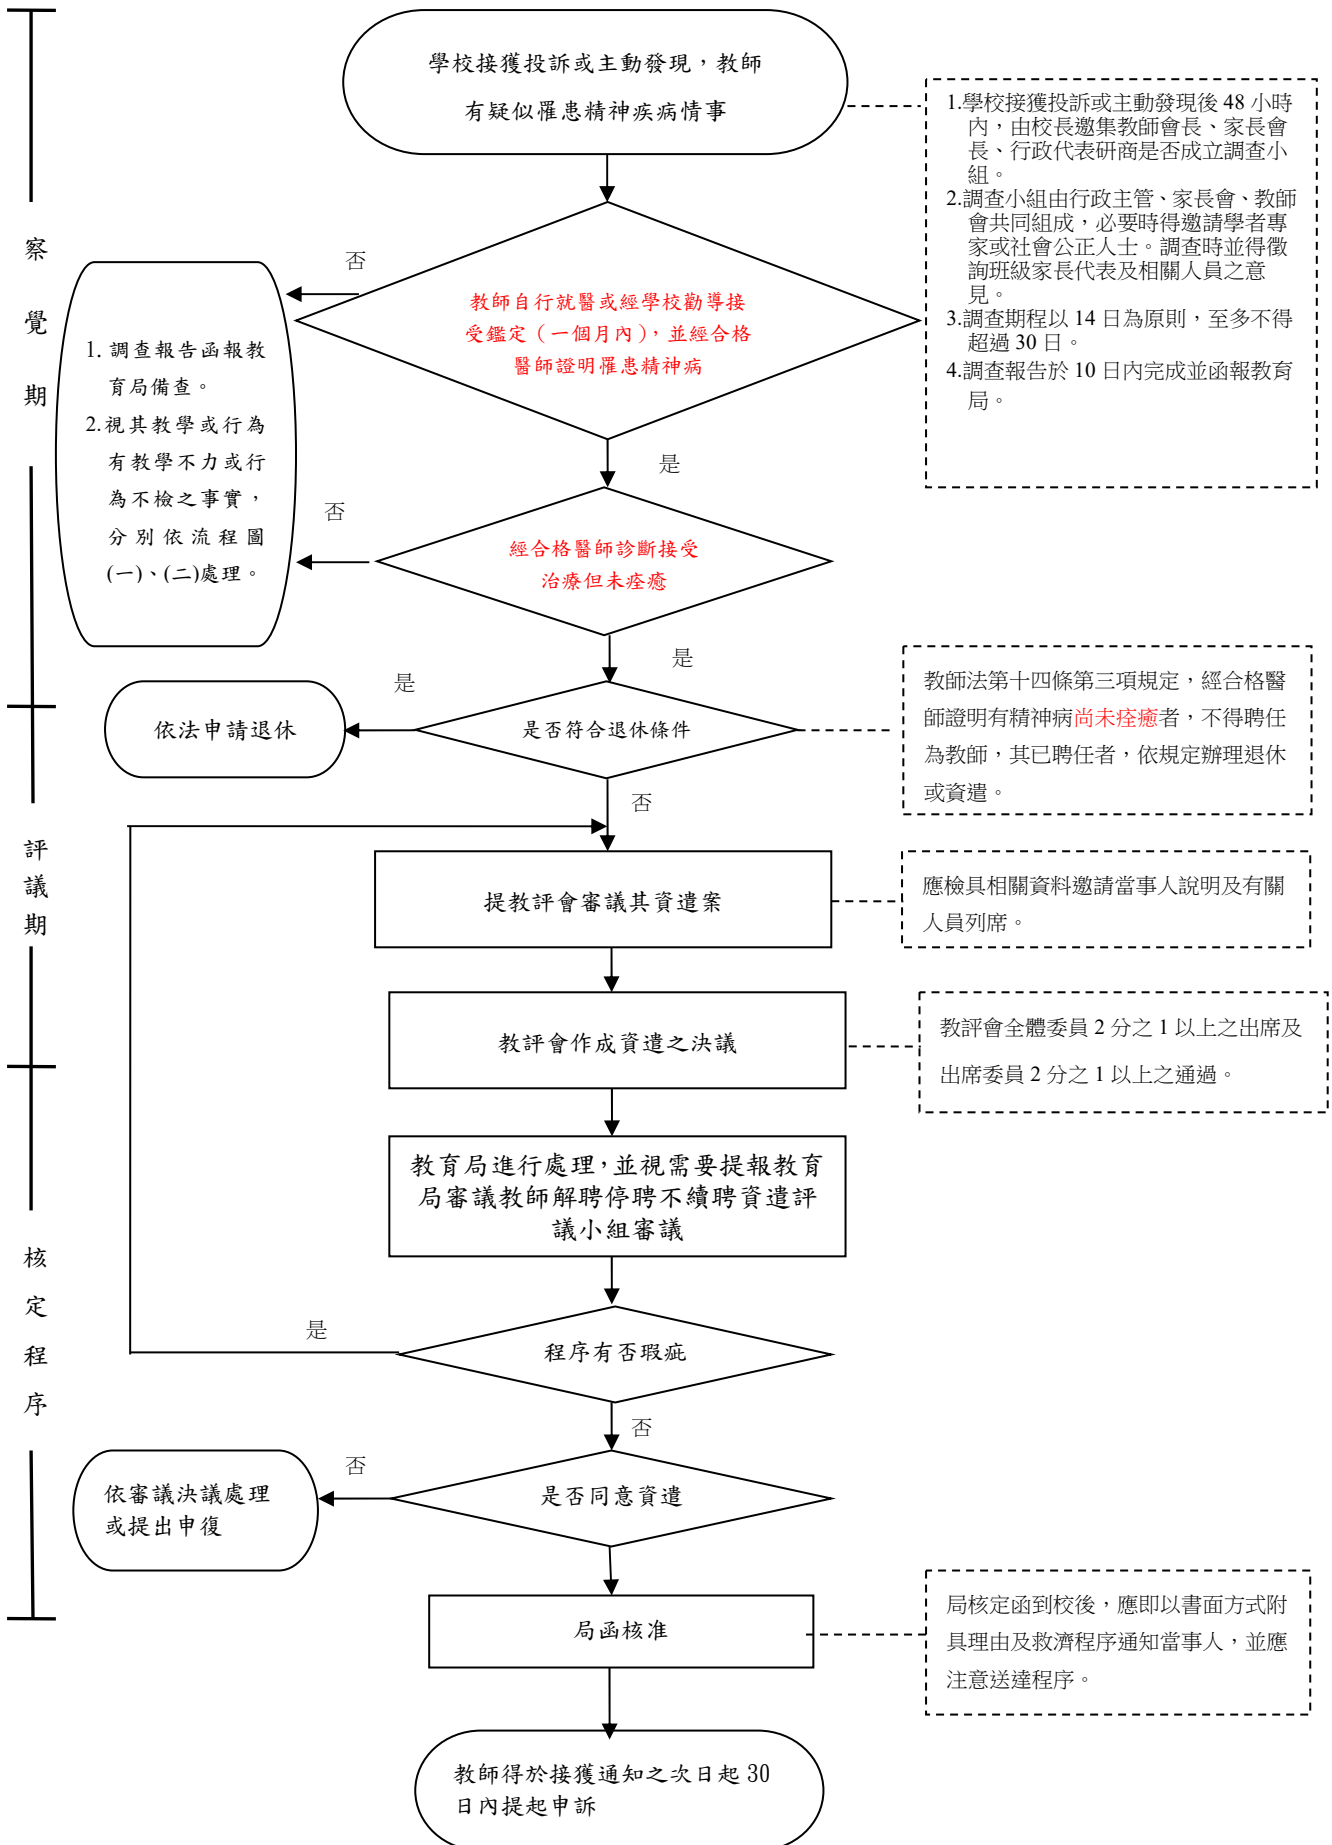 學校接獲投訴或主動發現，教師
有疑似罹患精神疾病情事
1.學校接獲投訴或主動發現後 48 小時
內，由校長邀集教師會長、家長會
長、行政代表研商是否成立調查小
組。
2.調查小組由行政主管、家長會、教師
會共同組成，必要時得邀請學者專
家或社會公正人士。調查時並得徵
詢班級家長代表及相關人員之意
見。
3.調查期程以 14 日為原則，至多不得
超過 30 日。
4.調查報告於 10 日內完成並函報教育
局。
察
覺
期
否
教師自行就醫或經學校勸導接
受鑑定（一個月內），並經合格
醫師證明罹患精神病
1. 調查報告函報教
育局備查。
2.視其教學或行為
有教學不力或行
為不檢之事實，
分別依流程圖
(一)、(二)處理。
是
否
經合格醫師診斷接受
治療但未痊癒
是
是
依法申請退休
是否符合退休條件
教師法第十四條第三項規定，經合格醫
師證明有精神病尚未痊癒者，不得聘任
為教師，其已聘任者，依規定辦理退休
或資遣。
否
評
議
期
提教評會審議其資遣案
應檢具相關資料邀請當事人說明及有關
人員列席。
教評會作成資遣之決議
教評會全體委員 2 分之 1 以上之出席及
出席委員 2 分之 1 以上之通過。
教育局進行處理，並視需要提報教育
局審議教師解聘停聘不續聘資遣評
議小組審議
核
定
程
序
是
程序有否瑕疵
否
否
是否同意資遣
依審議決議處理
或提出申復
局函核准
局核定函到校後，應即以書面方式附
具理由及救濟程序通知當事人，並應
注意送達程序。
教師得於接獲通知之次日起 30
日內提起申訴